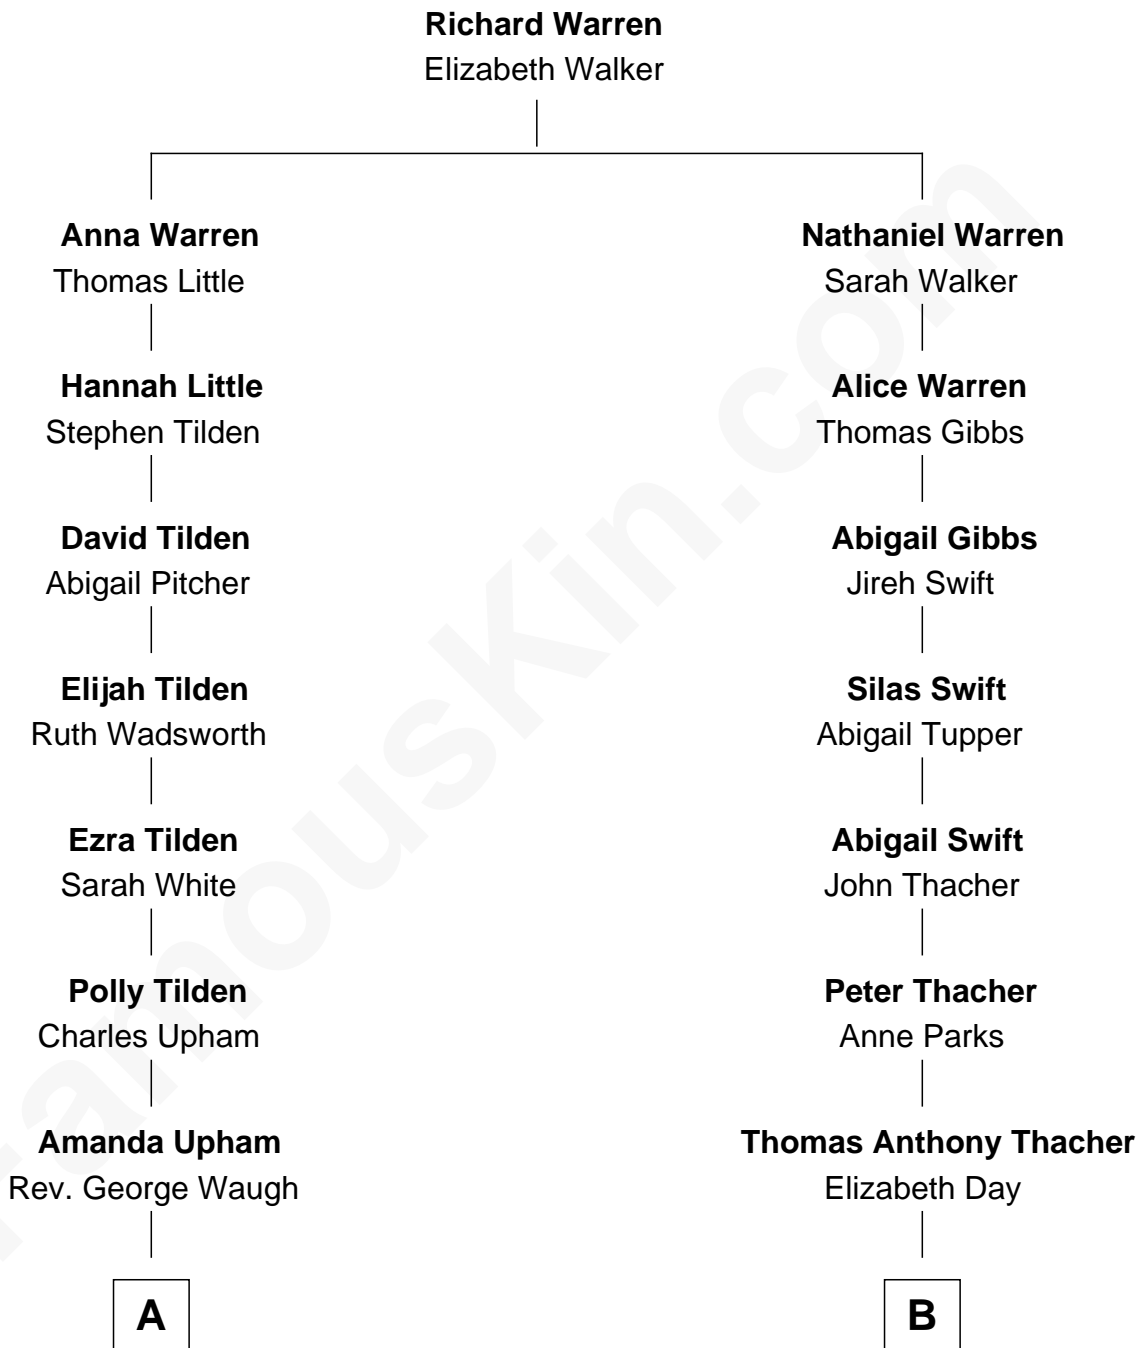 Richard Warren
Elizabeth Walker
Anna Warren
Thomas Little
Nathaniel Warren
Sarah Walker
Hannah Little
Stephen Tilden
Alice Warren
Thomas Gibbs
David Tilden
Abigail Pitcher
Abigail Gibbs
Jireh Swift
Elijah Tilden
Ruth Wadsworth
Silas Swift
Abigail Tupper
Ezra Tilden
Sarah White
Abigail Swift
John Thacher
Polly Tilden
Charles Upham
Peter Thacher
Anne Parks
Amanda Upham
Rev. George Waugh
Thomas Anthony Thacher
Elizabeth Day
A
B
FamousKin.com